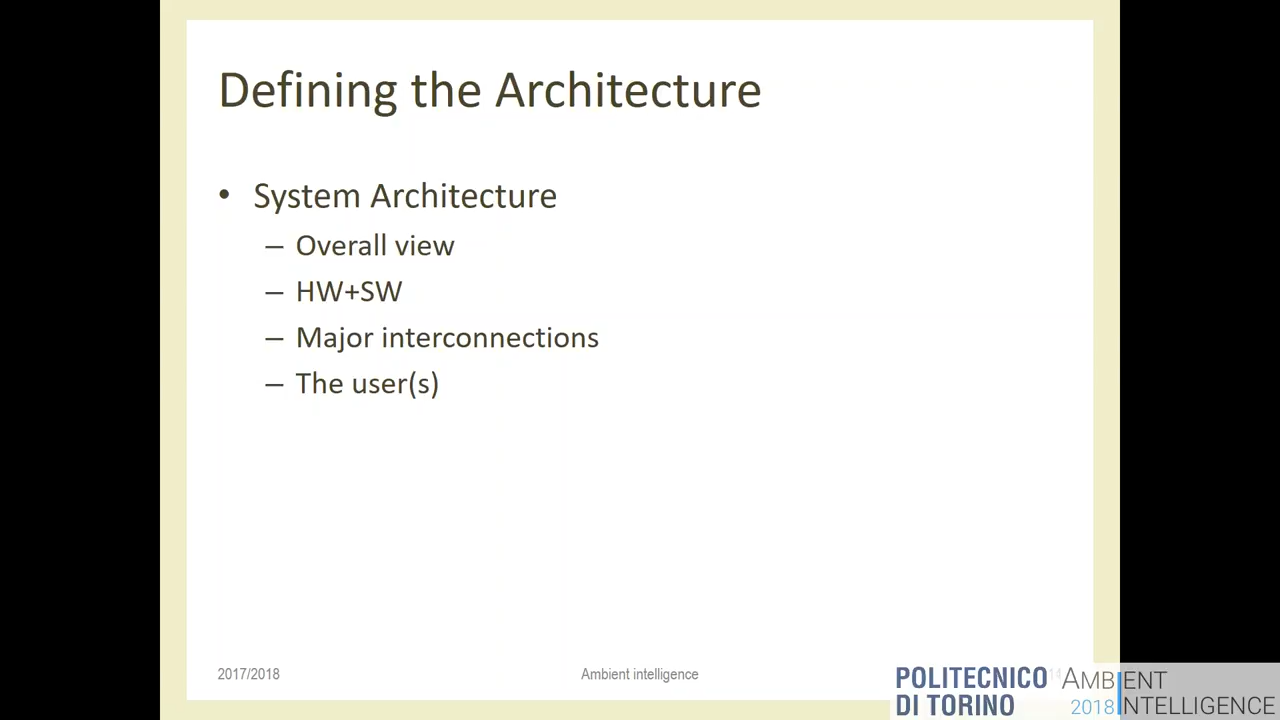 Defining the Architecture
• System Architecture
– Overall view
– HW+SW
– Major interconnections
– The user(s)
2017/2018
Ambient intelligence
POLITECNICO
DI TORINO
AMBIENT
2018 INTELLIGENCE